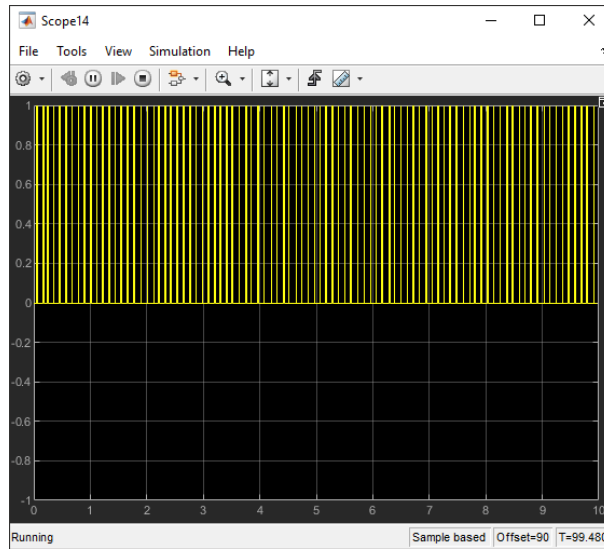 Scope14
File Tools View Simulation Help
1
0.8
0.6
0.4
0.2
0
-0.2
-0.4
-0.6
-0.8
-1
0 1 2 3 4 5 6 7 8 9 10
Running Sample based Offset=90 T=99.480